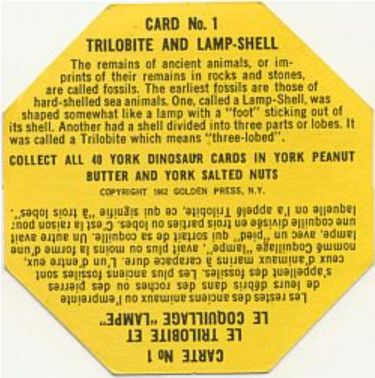 CARD No. 1
TRILOBITE AND LAMP-SHELL
The remains of ancient animals, or im-
prints of their remains in rocks and stones,
are called fossils. The earliest fossils are those of
hard-shelled sea animals. One, called a Lamp-Shell, was
shaped somewhat like a lamp with a "foot" sticking out of
its shell. Another had a shell divided into three parts or lobes. It
was called a Trilobite which means "three-lobed".
COLLECT ALL 40 YORK DINOSAUR CARDS IN YORK PEANUT
BUTTER AND YORK SALTED NUTS
COPYRIGHT 1962 GOLDEN PRESS, N.Y.
CARTE No 1
LE TRILOBITE ET
LE COQUILLAGE "LAMPE"
Les restes des anciens animaux ou l'empreinte
de leurs débris dans des roches ou des pierres
s'appellent des fossiles. Les plus anciens fossiles sont
ceux d'animaux marins à carapace dure. L'un d'entre eux,
nommé Coquillage "lampe", avait plus ou moins la forme d'une
lampe, avec un "pied", qui sortait de sa coquille. Un autre avait
une coquille divisée en trois parties ou lobes. C'est la raison pour
laquelle on l'a appelé Trilobite, ce qui signifie "à trois lobes".